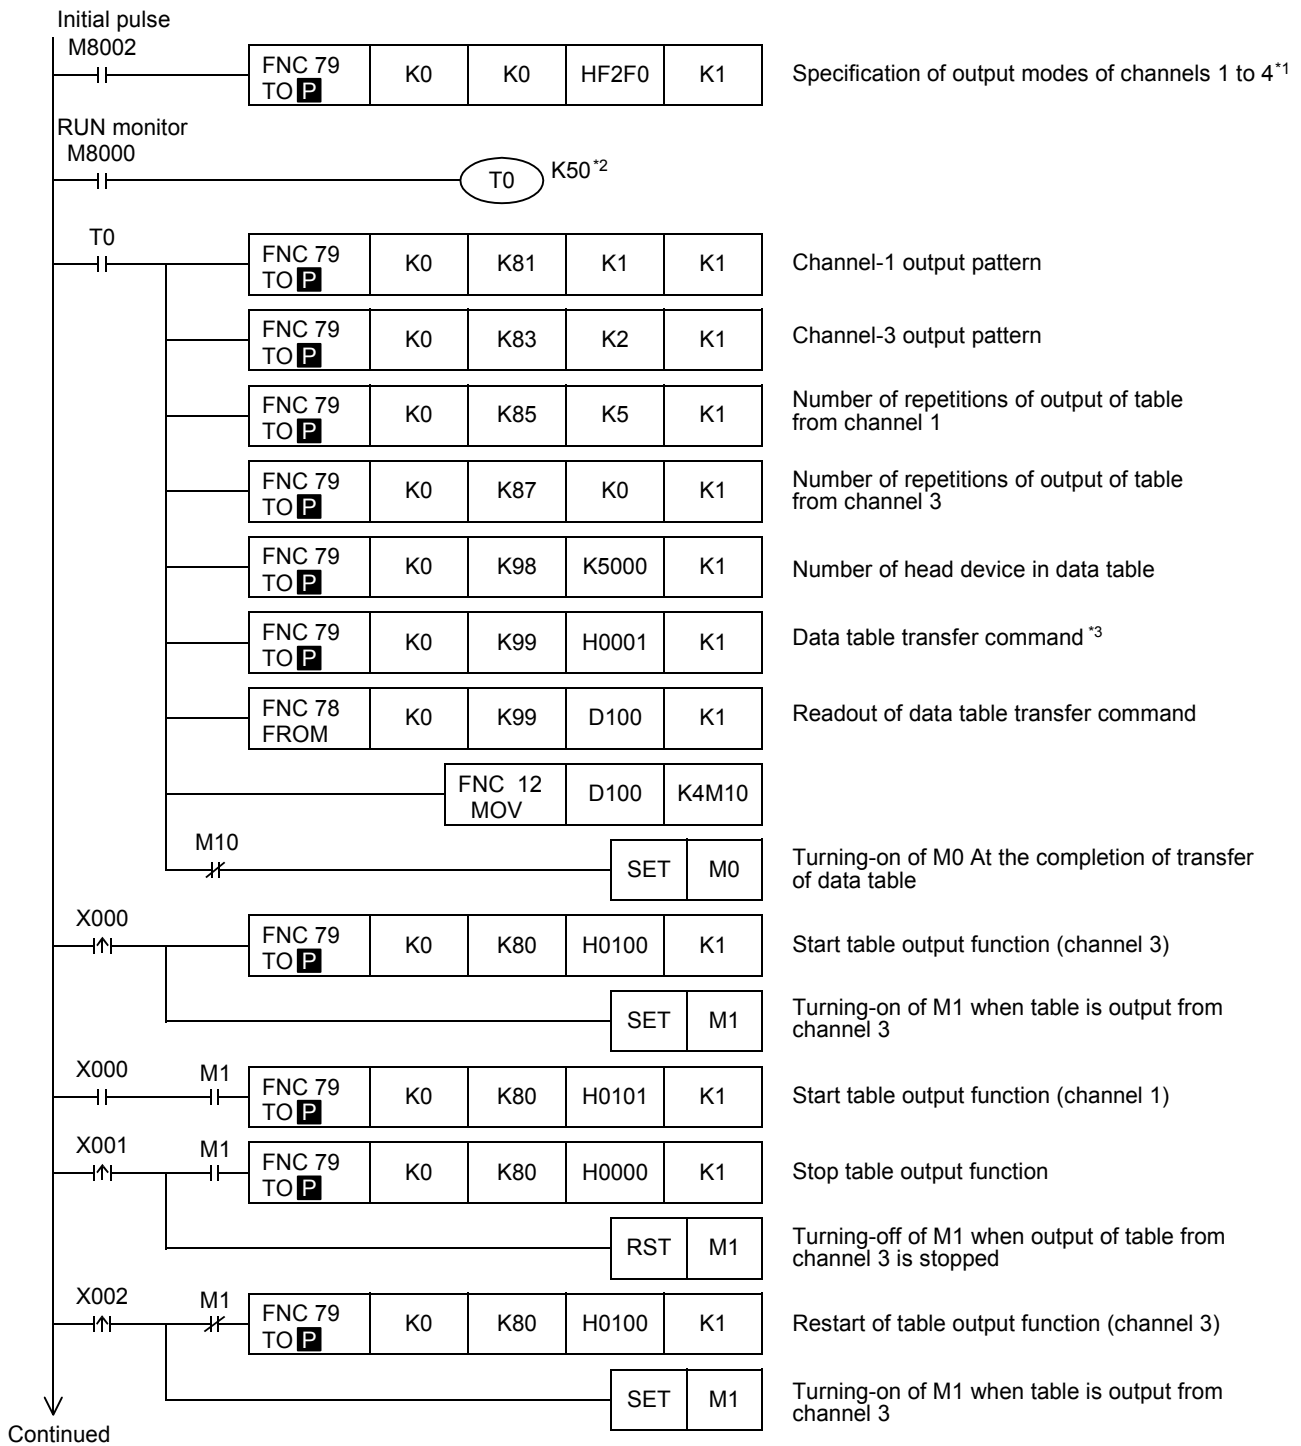 Initial pulse
M8002
FNC 79 TO P K0 K0 HF2F0 K1 Specification of output modes of channels 1 to 4*1
RUN monitor
M8000
T0 K50*2
T0
FNC 79 TO P K0 K81 K1 K1 Channel-1 output pattern
FNC 79 TO P K0 K83 K2 K1 Channel-3 output pattern
FNC 79 TO P K0 K85 K5 K1 Number of repetitions of output of table
from channel 1
FNC 79 TO P K0 K87 K0 K1 Number of repetitions of output of table
from channel 3
FNC 79 TO P K0 K98 K5000 K1 Number of head device in data table
FNC 79 TO P K0 K99 H0001 K1 Data table transfer command *3
FNC 78 FROM K0 K99 D100 K1 Readout of data table transfer command
FNC 12 MOV D100 K4M10
M10
SET M0 Turning-on of M0 At the completion of transfer
of data table
X000
FNC 79 TO P K0 K80 H0100 K1 Start table output function (channel 3)
SET M1 Turning-on of M1 when table is output from
channel 3
X000 M1
FNC 79 TO P K0 K80 H0101 K1 Start table output function (channel 1)
X001 M1
FNC 79 TO P K0 K80 H0000 K1 Stop table output function
RST M1 Turning-off of M1 when output of table from
channel 3 is stopped
X002 M1
FNC 79 TO P K0 K80 H0100 K1 Restart of table output function (channel 3)
SET M1 Turning-on of M1 when table is output from
channel 3
Continued